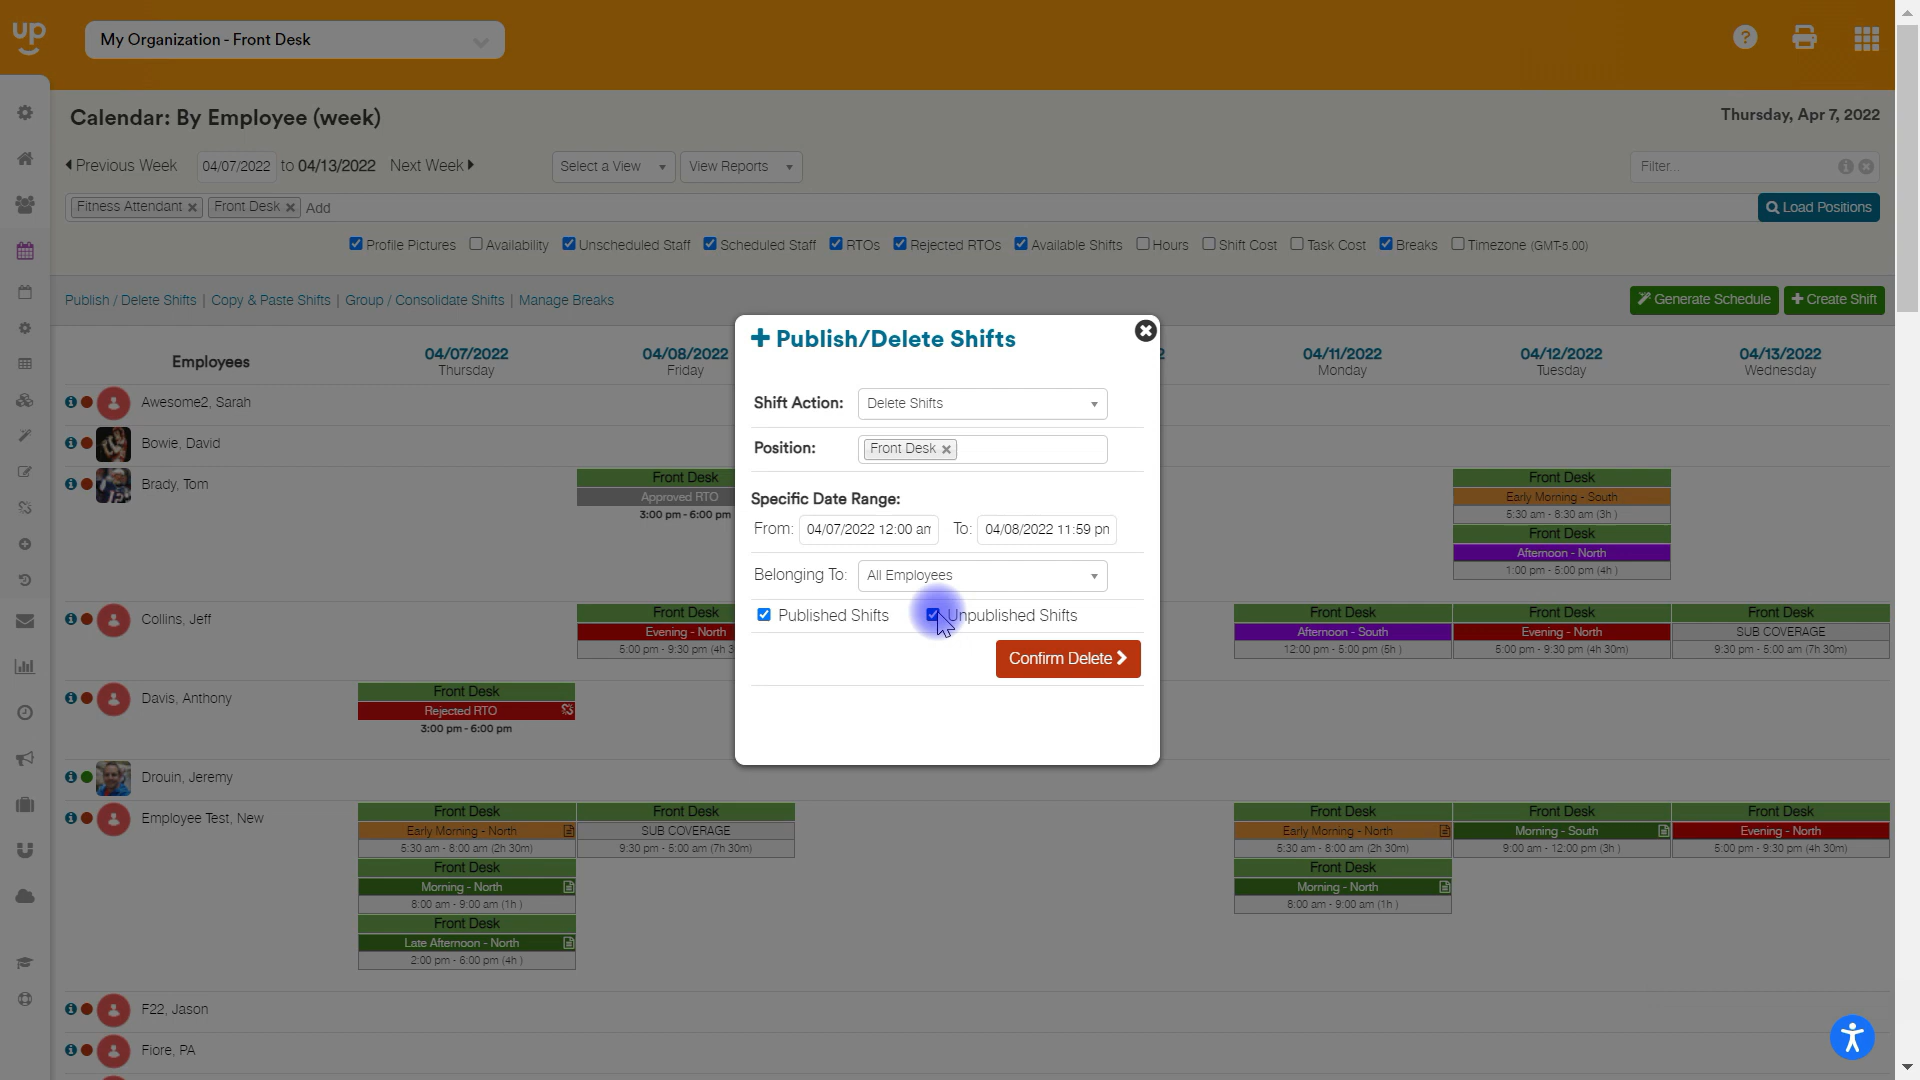 up
My Organization - Front Desk
?
Calendar: By Employee (week)
Thursday, Apr 7, 2022
Previous Week 04/07/2022 to 04/13/2022 Next Week
Select a View
View Reports
Filter...
Fitness Attendant
Front Desk
Add
Load Positions
Profile Pictures Availability Unscheduled Staff Scheduled Staff RTOs Rejected RTOs Available Shifts Hours Shift Cost Task Cost Breaks Timezone (GMT-5:00)
Publish / Delete Shifts | Copy & Paste Shifts | Group / Consolidate Shifts | Manage Breaks
Generate Schedule
Create Shift
Publish/Delete Shifts
Shift Action: Delete Shifts
Position: Front Desk
Specific Date Range:
From: 04/07/2022 12:00 am To: 04/08/2022 11:59 pm
Belonging To: All Employees
Published Shifts Unpublished Shifts
Confirm Delete
Employees
04/07/2022
Thursday
04/08/2022
Friday
2
04/11/2022
Monday
04/12/2022
Tuesday
04/13/2022
Wednesday
Awesome2, Sarah
Bowie, David
Brady, Tom
Front Desk
Approved RTO
3:00 pm - 6:00 pm
Front Desk
Early Morning - South
5:30 am - 8:30 am (3h )
Front Desk
Afternoon - North
1:00 pm - 5:00 pm (4h )
Collins, Jeff
Front Desk
Evening - North
5:00 pm - 9:30 pm (4h 3
Front Desk
Afternoon - South
12:00 pm - 5:00 pm (5h )
Front Desk
Evening - North
5:00 pm - 9:30 pm (4h 30m)
Front Desk
SUB COVERAGE
9:30 pm - 5:00 am (7h 30m)
Davis, Anthony
Front Desk
Rejected RTO
3:00 pm - 6:00 pm
Drouin, Jeremy
Employee Test, New
Front Desk
Early Morning - North
5:30 am - 8:00 am (2h 30m)
Front Desk
Morning - North
8:00 am - 9:00 am (1h )
Front Desk
Late Afternoon - North
2:00 pm - 6:00 pm (4h )
Front Desk
SUB COVERAGE
9:30 pm - 5:00 am (7h 30m)
Front Desk
Early Morning - North
5:30 am - 8:00 am (2h 30m)
Front Desk
Morning - North
8:00 am - 9:00 am (1h )
Front Desk
Morning - South
9:00 am - 12:00 pm (3h )
Front Desk
Evening - North
5:00 pm - 9:30 pm (4h 30m)
F22, Jason
Fiore, PA